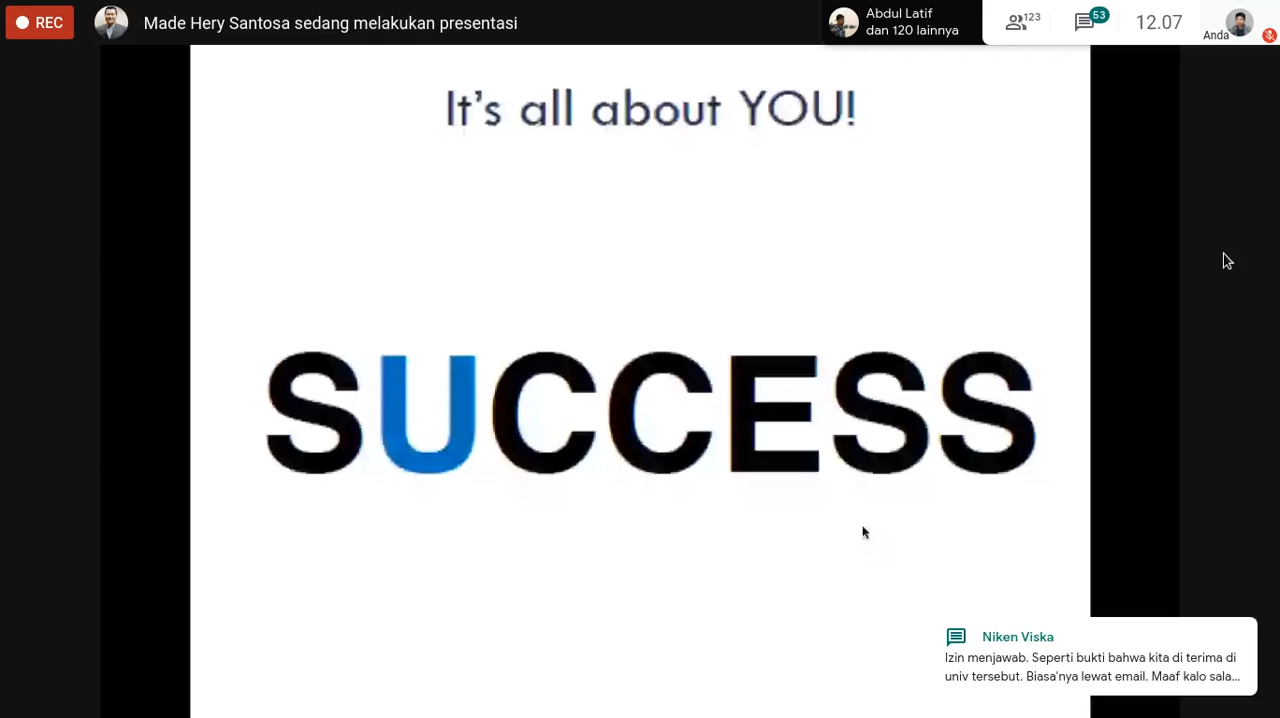 REC
Made Hery Santosa sedang melakukan presentasi
Abdul Latif
dan 120 lainnya
123
53
12.07
Anda
It's all about YOU!
SUCCESS
Niken Viska
Izin menjawab. Seperti bukti bahwa kita di terima di
univ tersebut. Biasa'nya lewat email. Maaf kalo sala...